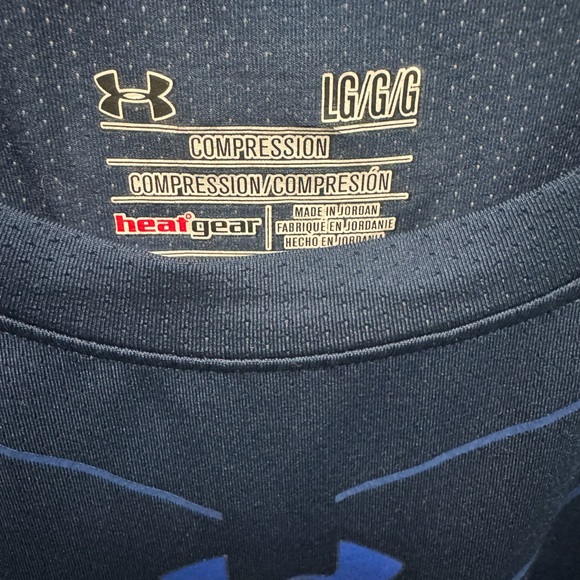 LG/G/G
COMPRESSION
COMPRESSION/COMPRESIÓN
heatgear
MADE IN JORDAN
FABRIQUÉ EN JORDANIE
HECHO EN JORDANIA